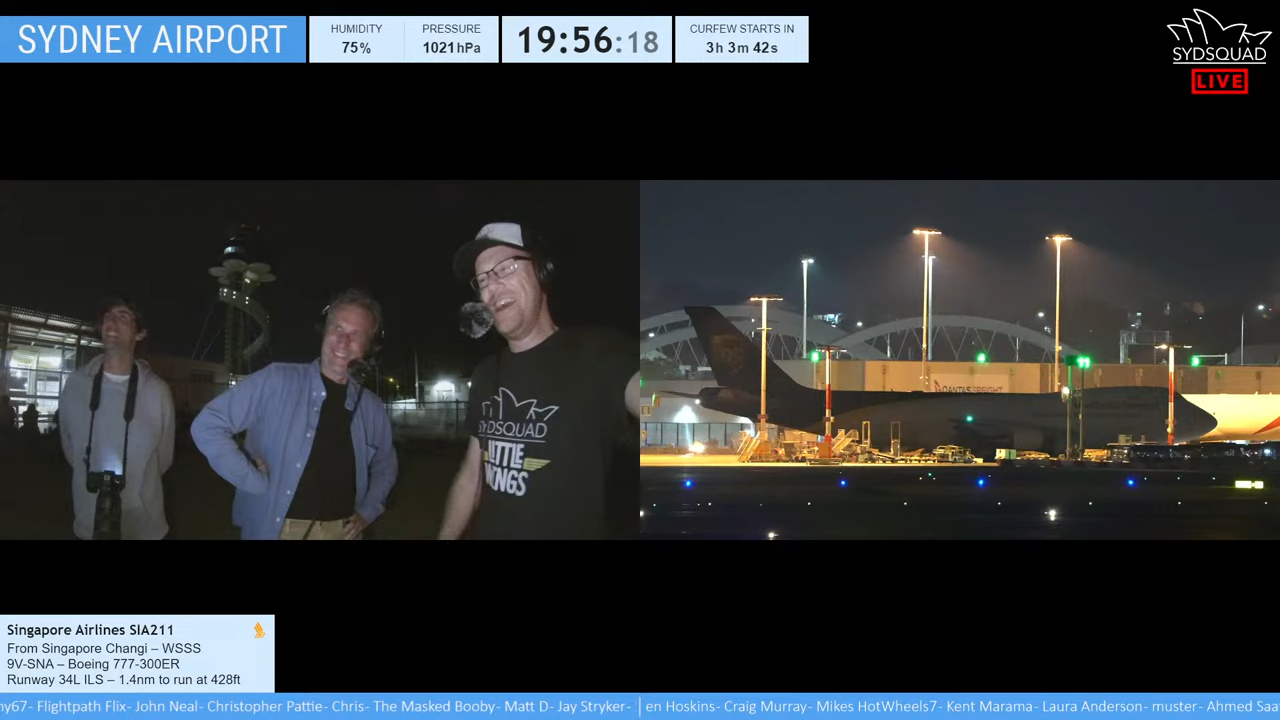 SYDNEY AIRPORT
HUMIDITY
75%
PRESSURE
1021hPa
19:56:18
CURFEW STARTS IN
3h 3m 42s
SYDSQUAD
LIVE
SYDSQUAD
LITTLE
WINGS
QANTAS FREIGHT
Singapore Airlines SIA211
From Singapore Changi – WSSS
9V-SNA – Boeing 777-300ER
Runway 34L ILS – 1.4nm to run at 428ft
ny67- Flightpath Flix- John Neal- Christopher Pattie- Chris- The Masked Booby- Matt D- Jay Stryker- | en Hoskins- Craig Murray- Mikes HotWheels7- Kent Marama- Laura Anderson- muster- Ahmed Saa